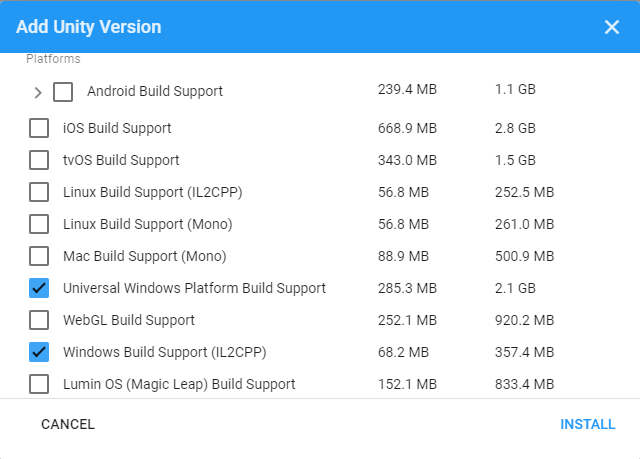 Add Unity Version
Platforms
Android Build Support 239.4 MB 1.1 GB
iOS Build Support 668.9 MB 2.8 GB
tvOS Build Support 343.0 MB 1.5 GB
Linux Build Support (IL2CPP) 56.8 MB 252.5 MB
Linux Build Support (Mono) 56.8 MB 261.0 MB
Mac Build Support (Mono) 88.9 MB 500.9 MB
Universal Windows Platform Build Support 285.3 MB 2.1 GB
WebGL Build Support 252.1 MB 920.2 MB
Windows Build Support (IL2CPP) 68.2 MB 357.4 MB
Lumin OS (Magic Leap) Build Support 152.1 MB 833.4 MB
CANCEL INSTALL